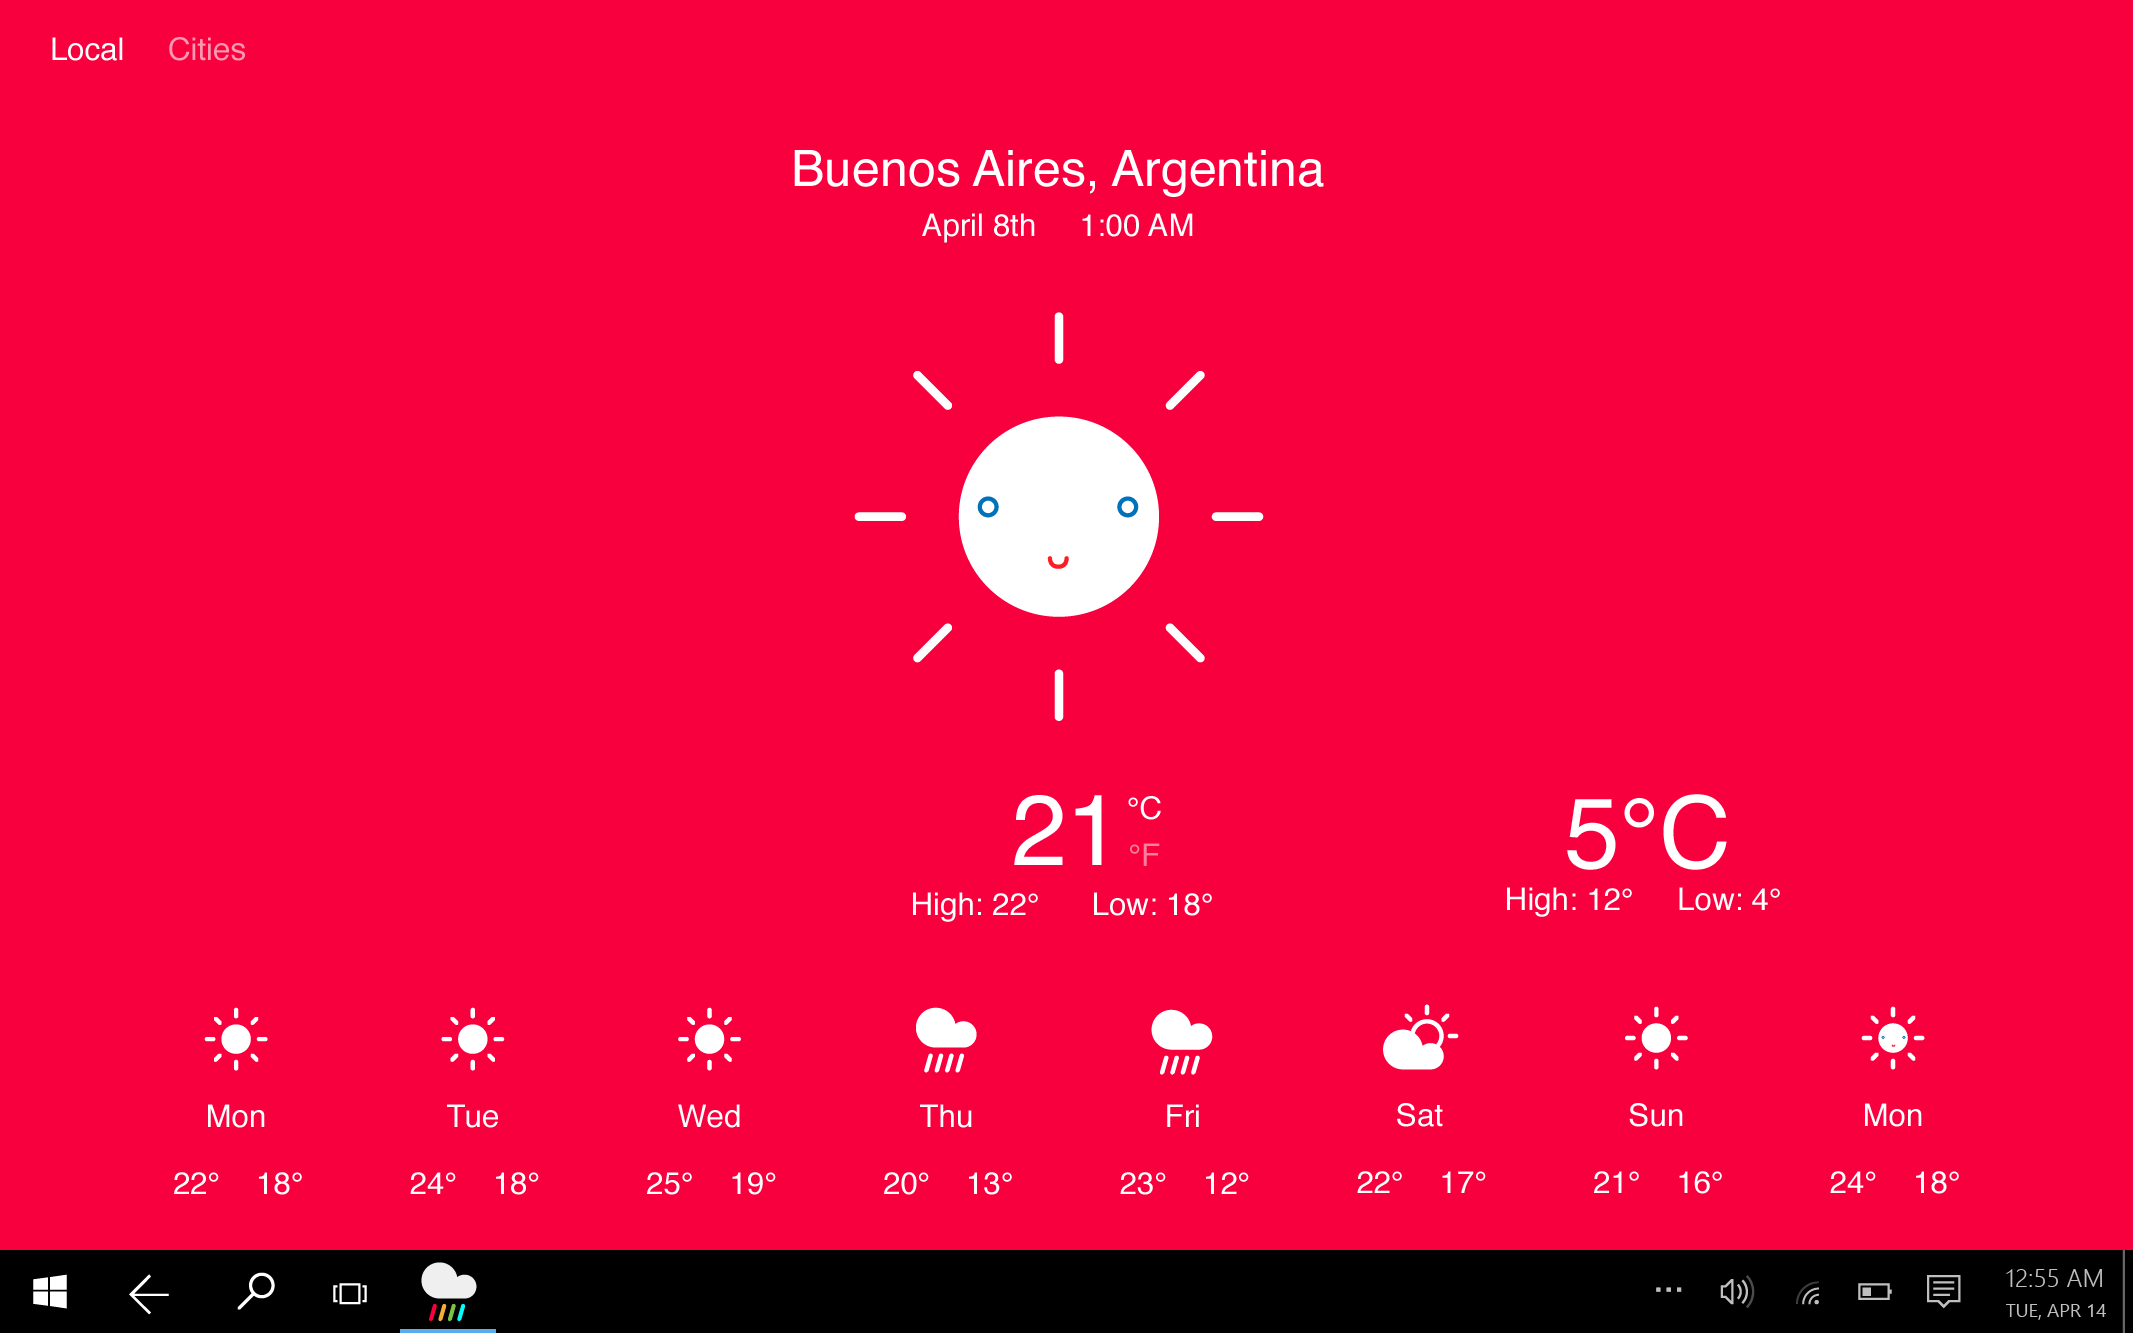 Local Cities
Buenos Aires, Argentina
April 8th 1:00 AM
21 °C
°F
High: 22° Low: 18°
5°C
High: 12° Low: 4°
Mon Tue Wed Thu Fri Sat Sun Mon
22° 18° 24° 18° 25° 19° 20° 13° 23° 12° 22° 17° 21° 16° 24° 18°
12:55 AM
TUE, APR 14